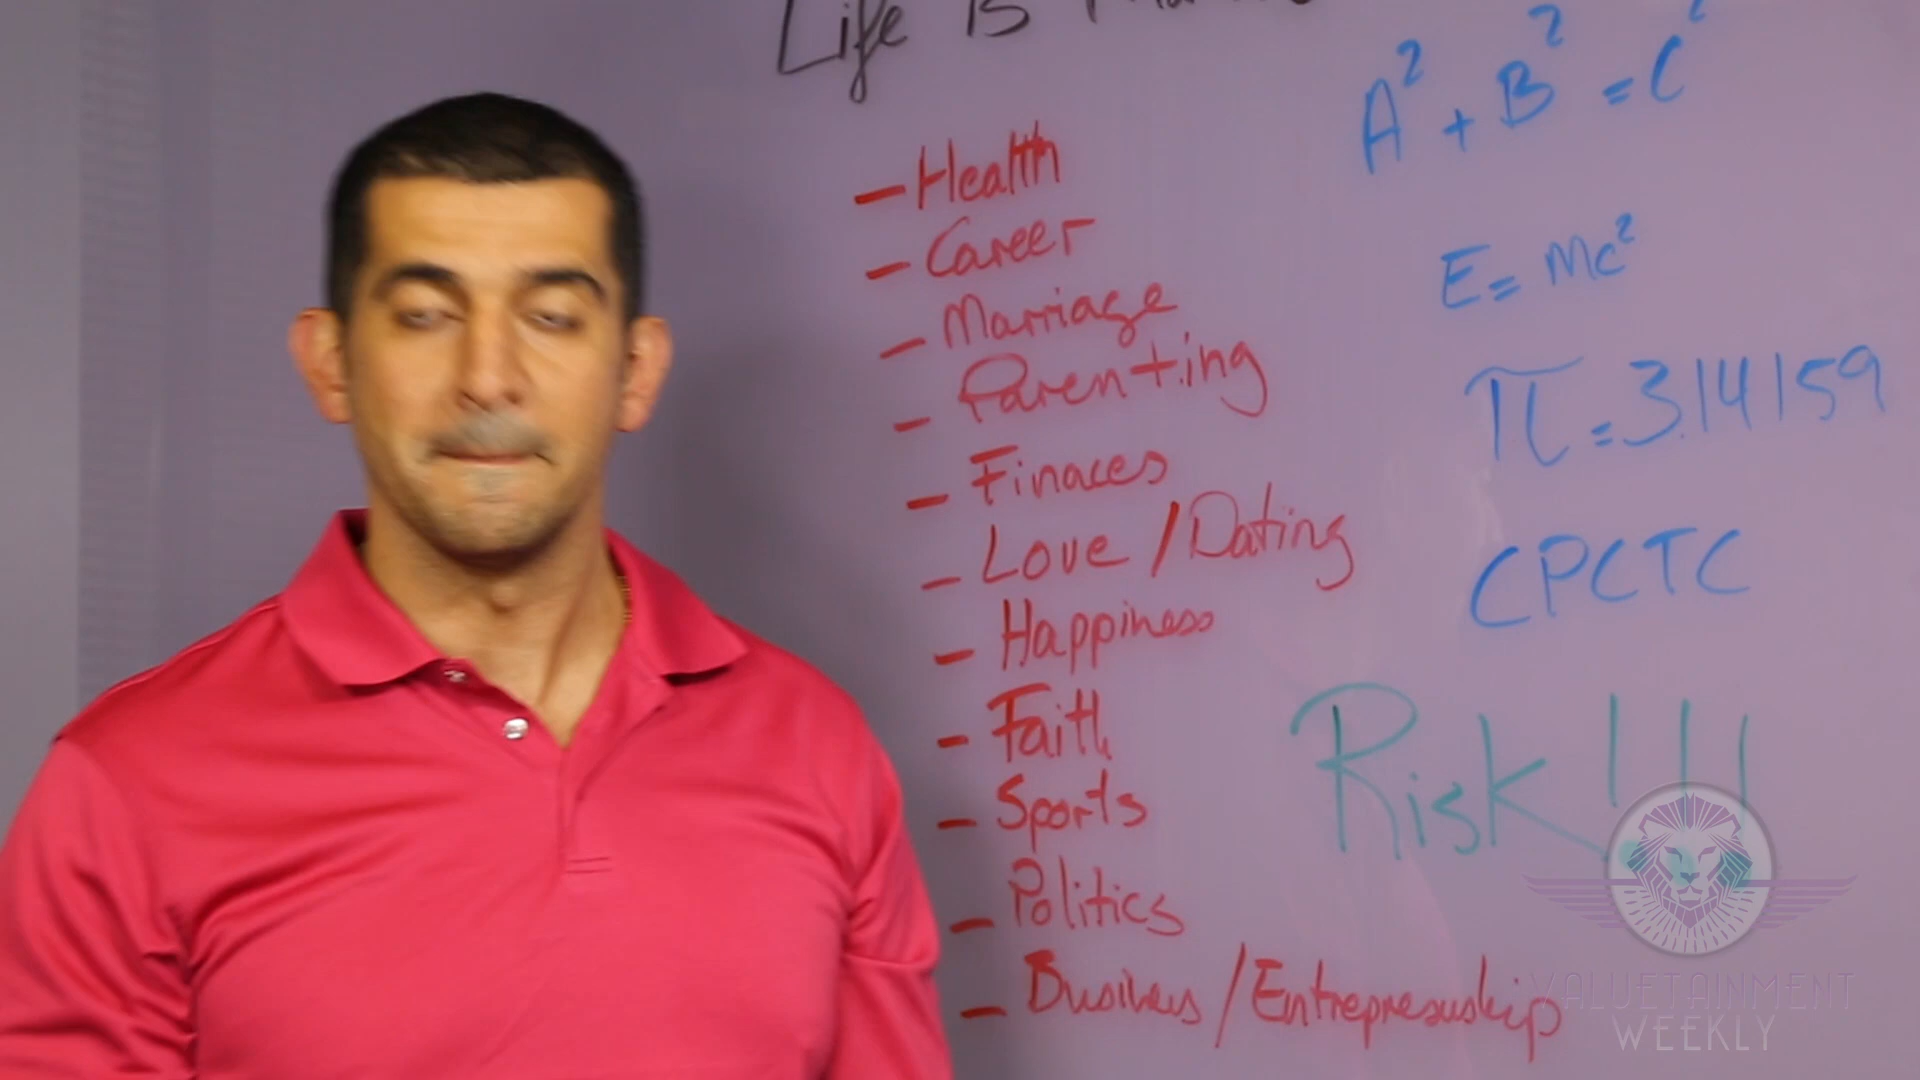 Life is
- Health
- Career
- Marriage
- Parenting
- Finaces
- Love / Dating
- Happiness
- Faith
- Sports
- Politics
- Business / Entrepreneuship
A² + B² = C²
E = mc²
π = 3.14159
CPCTC
Risk!!!
VALUETAINMENT
WEEKLY